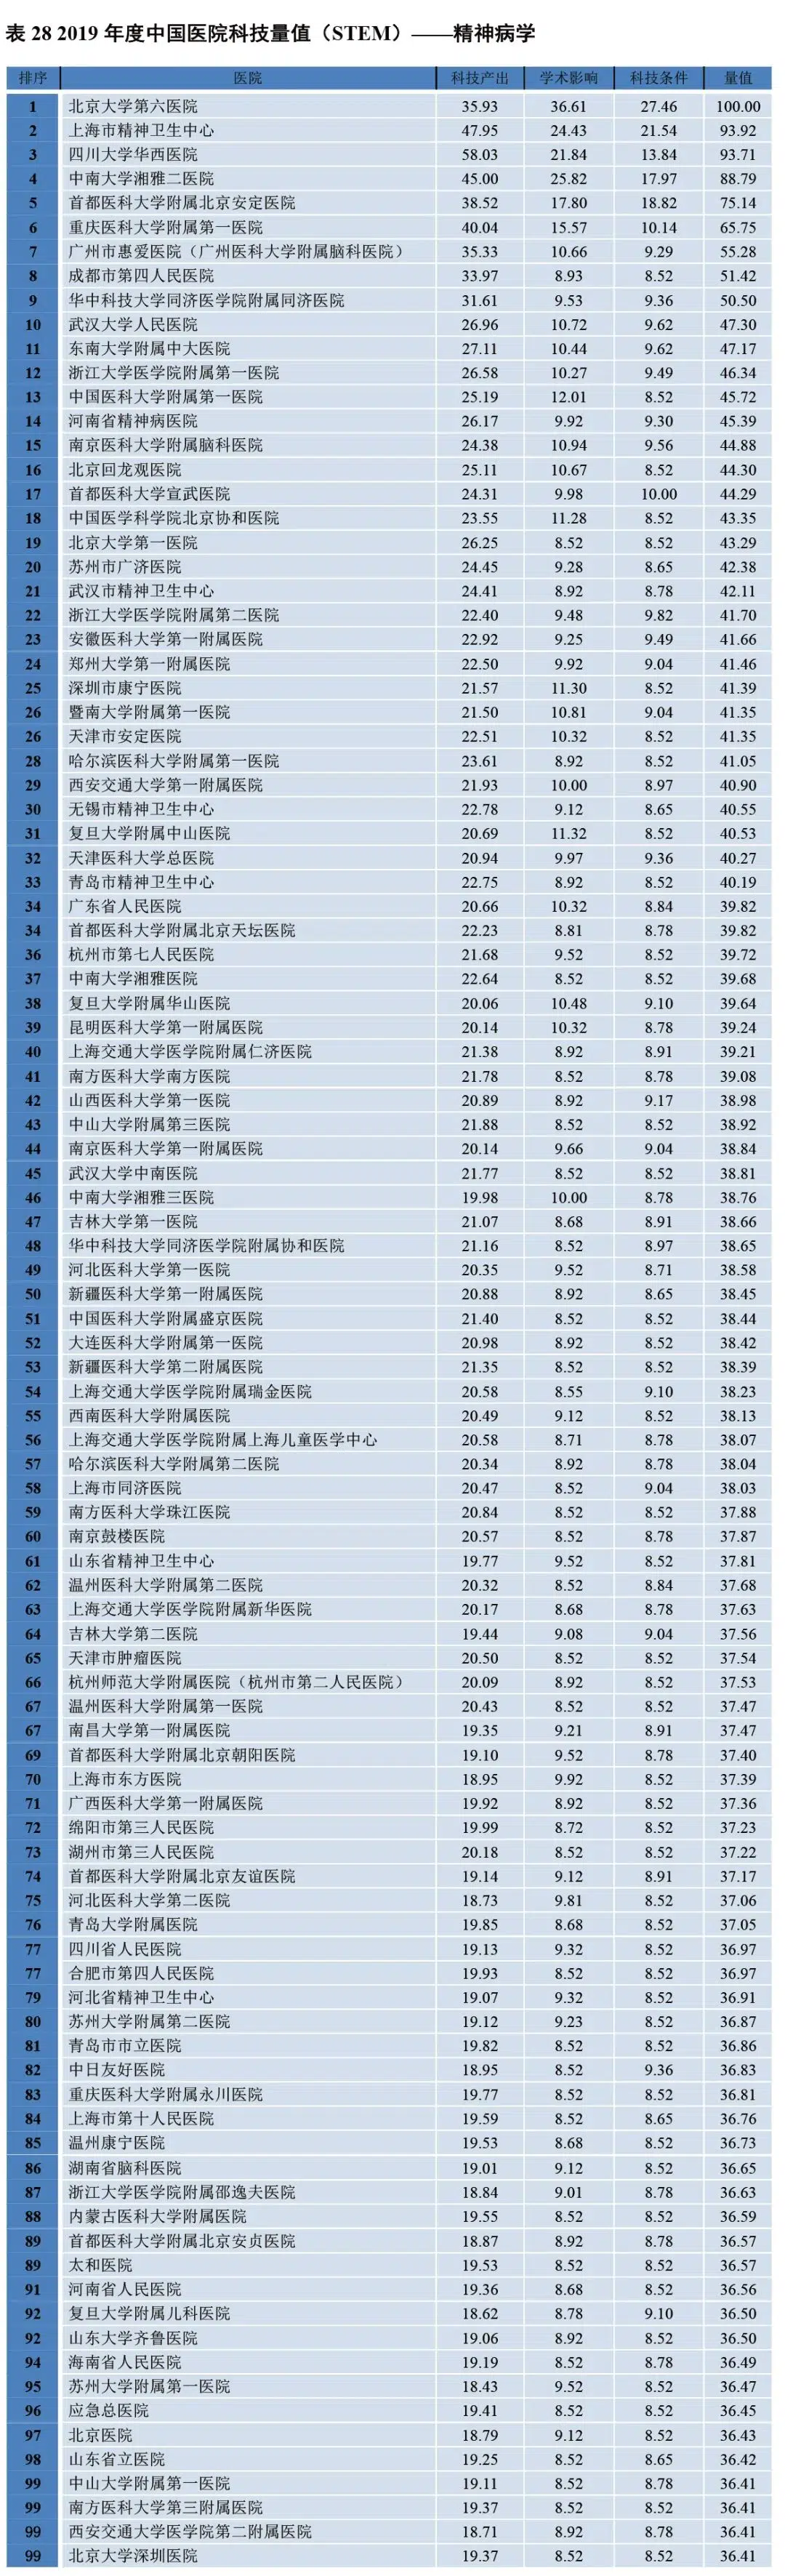 表 28 2019 年度中国医院科技量值（STEM）——精神病学
排序 医院 科技产出 学术影响 科技条件 量值
1 北京大学第六医院 35.93 36.61 27.46 100.00
2 上海市精神卫生中心 47.95 24.43 21.54 93.92
3 四川大学华西医院 58.03 21.84 13.84 93.71
4 中南大学湘雅二医院 45.00 25.82 17.97 88.79
5 首都医科大学附属北京安定医院 38.52 17.80 18.82 75.14
6 重庆医科大学附属第一医院 40.04 15.57 10.14 65.75
7 广州市惠爱医院（广州医科大学附属脑科医院） 35.33 10.66 9.29 55.28
8 成都市第四人民医院 33.97 8.93 8.52 51.42
9 华中科技大学同济医学院附属同济医院 31.61 9.53 9.36 50.50
10 武汉大学人民医院 26.96 10.72 9.62 47.30
11 东南大学附属中大医院 27.11 10.44 9.62 47.17
12 浙江大学医学院附属第一医院 26.58 10.27 9.49 46.34
13 中国医科大学附属第一医院 25.19 12.01 8.52 45.72
14 河南省精神病医院 26.17 9.92 9.30 45.39
15 南京医科大学附属脑科医院 24.38 10.94 9.56 44.88
16 北京回龙观医院 25.11 10.67 8.52 44.30
17 首都医科大学宣武医院 24.31 9.98 10.00 44.29
18 中国医学科学院北京协和医院 23.55 11.28 8.52 43.35
19 北京大学第一医院 26.25 8.52 8.52 43.29
20 苏州市广济医院 24.45 9.28 8.65 42.38
21 武汉市精神卫生中心 24.41 8.92 8.78 42.11
22 浙江大学医学院附属第二医院 22.40 9.48 9.82 41.70
23 安徽医科大学第一附属医院 22.92 9.25 9.49 41.66
24 郑州大学第一附属医院 22.50 9.92 9.04 41.46
25 深圳市康宁医院 21.57 11.30 8.52 41.39
26 暨南大学附属第一医院 21.50 10.81 9.04 41.35
26 天津市安定医院 22.51 10.32 8.52 41.35
28 哈尔滨医科大学附属第一医院 23.61 8.92 8.52 41.05
29 西安交通大学第一附属医院 21.93 10.00 8.97 40.90
30 无锡市精神卫生中心 22.78 9.12 8.65 40.55
31 复旦大学附属中山医院 20.69 11.32 8.52 40.53
32 天津医科大学总医院 20.94 9.97 9.36 40.27
33 青岛市精神卫生中心 22.75 8.92 8.52 40.19
34 广东省人民医院 20.66 10.32 8.84 39.82
34 首都医科大学附属北京天坛医院 22.23 8.81 8.78 39.82
36 杭州市第七人民医院 21.68 9.52 8.52 39.72
37 中南大学湘雅医院 22.64 8.52 8.52 39.68
38 复旦大学附属华山医院 20.06 10.48 9.10 39.64
39 昆明医科大学第一附属医院 20.14 10.32 8.78 39.24
40 上海交通大学医学院附属仁济医院 21.38 8.92 8.91 39.21
41 南方医科大学南方医院 21.78 8.52 8.78 39.08
42 山西医科大学第一医院 20.89 8.92 9.17 38.98
43 中山大学附属第三医院 21.88 8.52 8.52 38.92
44 南京医科大学第一附属医院 20.14 9.66 9.04 38.84
45 武汉大学中南医院 21.77 8.52 8.52 38.81
46 中南大学湘雅三医院 19.98 10.00 8.78 38.76
47 吉林大学第一医院 21.07 8.68 8.91 38.66
48 华中科技大学同济医学院附属协和医院 21.16 8.52 8.97 38.65
49 河北医科大学第一医院 20.35 9.52 8.71 38.58
50 新疆医科大学第一附属医院 20.88 8.92 8.65 38.45
51 中国医科大学附属盛京医院 21.40 8.52 8.52 38.44
52 大连医科大学附属第一医院 20.98 8.92 8.52 38.42
53 新疆医科大学第二附属医院 21.35 8.52 8.52 38.39
54 上海交通大学医学院附属瑞金医院 20.58 8.55 9.10 38.23
55 西南医科大学附属医院 20.49 9.12 8.52 38.13
56 上海交通大学医学院附属上海儿童医学中心 20.58 8.71 8.78 38.07
57 哈尔滨医科大学附属第二医院 20.34 8.92 8.78 38.04
58 上海市同济医院 20.47 8.52 9.04 38.03
59 南方医科大学珠江医院 20.84 8.52 8.52 37.88
60 南京鼓楼医院 20.57 8.52 8.78 37.87
61 山东省精神卫生中心 19.77 9.52 8.52 37.81
62 温州医科大学附属第二医院 20.32 8.52 8.84 37.68
63 上海交通大学医学院附属新华医院 20.17 8.68 8.78 37.63
64 吉林大学第二医院 19.44 9.08 9.04 37.56
65 天津市肿瘤医院 20.50 8.52 8.52 37.54
66 杭州师范大学附属医院（杭州市第二人民医院） 20.09 8.92 8.52 37.53
67 温州医科大学附属第一医院 20.43 8.52 8.52 37.47
67 南昌大学第一附属医院 19.35 9.21 8.91 37.47
69 首都医科大学附属北京朝阳医院 19.10 9.52 8.78 37.40
70 上海市东方医院 18.95 9.92 8.52 37.39
71 广西医科大学第一附属医院 19.92 8.92 8.52 37.36
72 绵阳市第三人民医院 19.99 8.72 8.52 37.23
73 湖州市第三人民医院 20.18 8.52 8.52 37.22
74 首都医科大学附属北京友谊医院 19.14 9.12 8.91 37.17
75 河北医科大学第二医院 18.73 9.81 8.52 37.06
76 青岛大学附属医院 19.85 8.68 8.52 37.05
77 四川省人民医院 19.13 9.32 8.52 36.97
77 合肥市第四人民医院 19.93 8.52 8.52 36.97
79 河北省精神卫生中心 19.07 9.32 8.52 36.91
80 苏州大学附属第二医院 19.12 9.23 8.52 36.87
81 青岛市市立医院 19.82 8.52 8.52 36.86
82 中日友好医院 18.95 8.52 9.36 36.83
83 重庆医科大学附属永川医院 19.77 8.52 8.52 36.81
84 上海市第十人民医院 19.59 8.52 8.65 36.76
85 温州康宁医院 19.53 8.68 8.52 36.73
86 湖南省脑科医院 19.01 9.12 8.52 36.65
87 浙江大学医学院附属邵逸夫医院 18.84 9.01 8.78 36.63
88 内蒙古医科大学附属医院 19.55 8.52 8.52 36.59
89 首都医科大学附属北京安贞医院 18.87 8.92 8.78 36.57
89 太和医院 19.53 8.52 8.52 36.57
91 河南省人民医院 19.36 8.68 8.52 36.56
92 复旦大学附属儿科医院 18.62 8.78 9.10 36.50
92 山东大学齐鲁医院 19.06 8.92 8.52 36.50
94 海南省人民医院 19.19 8.52 8.78 36.49
95 苏州大学附属第一医院 18.43 9.52 8.52 36.47
96 应急总医院 19.41 8.52 8.52 36.45
97 北京医院 18.79 9.12 8.52 36.43
98 山东省立医院 19.25 8.52 8.65 36.42
99 中山大学附属第一医院 19.11 8.52 8.78 36.41
99 南方医科大学第三附属医院 19.37 8.52 8.52 36.41
99 西安交通大学医学院第二附属医院 18.71 8.92 8.78 36.41
99 北京大学深圳医院 19.37 8.52 8.52 36.41